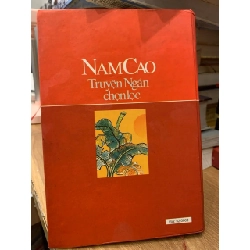 NAM CAO
Truyện Ngắn
chọn lọc